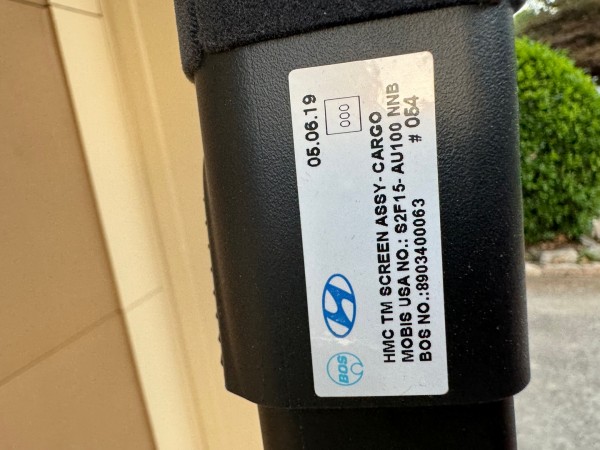 05.06.19
000
BOS
HMC TM SCREEN ASSY-CARGO
MOBIS USA NO.: S2F15- AU100 NNB
BOS NO.:8903400063 # 054